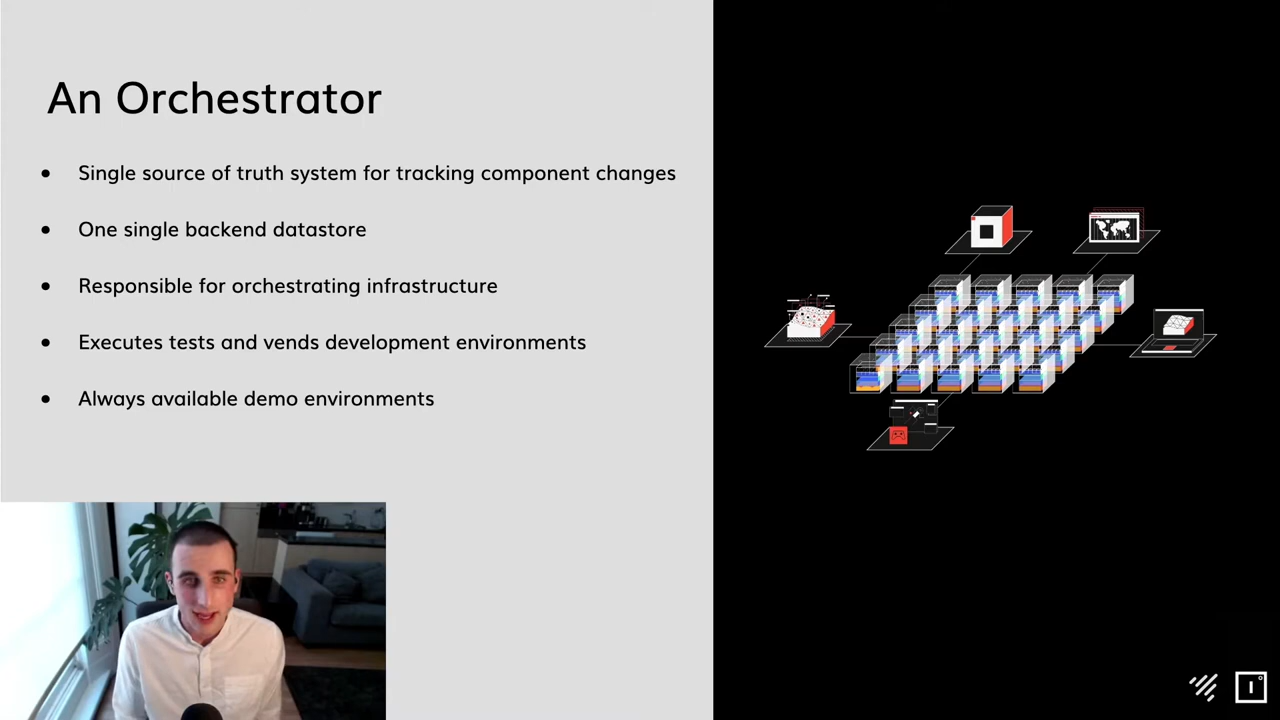 An Orchestrator
• Single source of truth system for tracking component changes
• One single backend datastore
• Responsible for orchestrating infrastructure
• Executes tests and vends development environments
• Always available demo environments